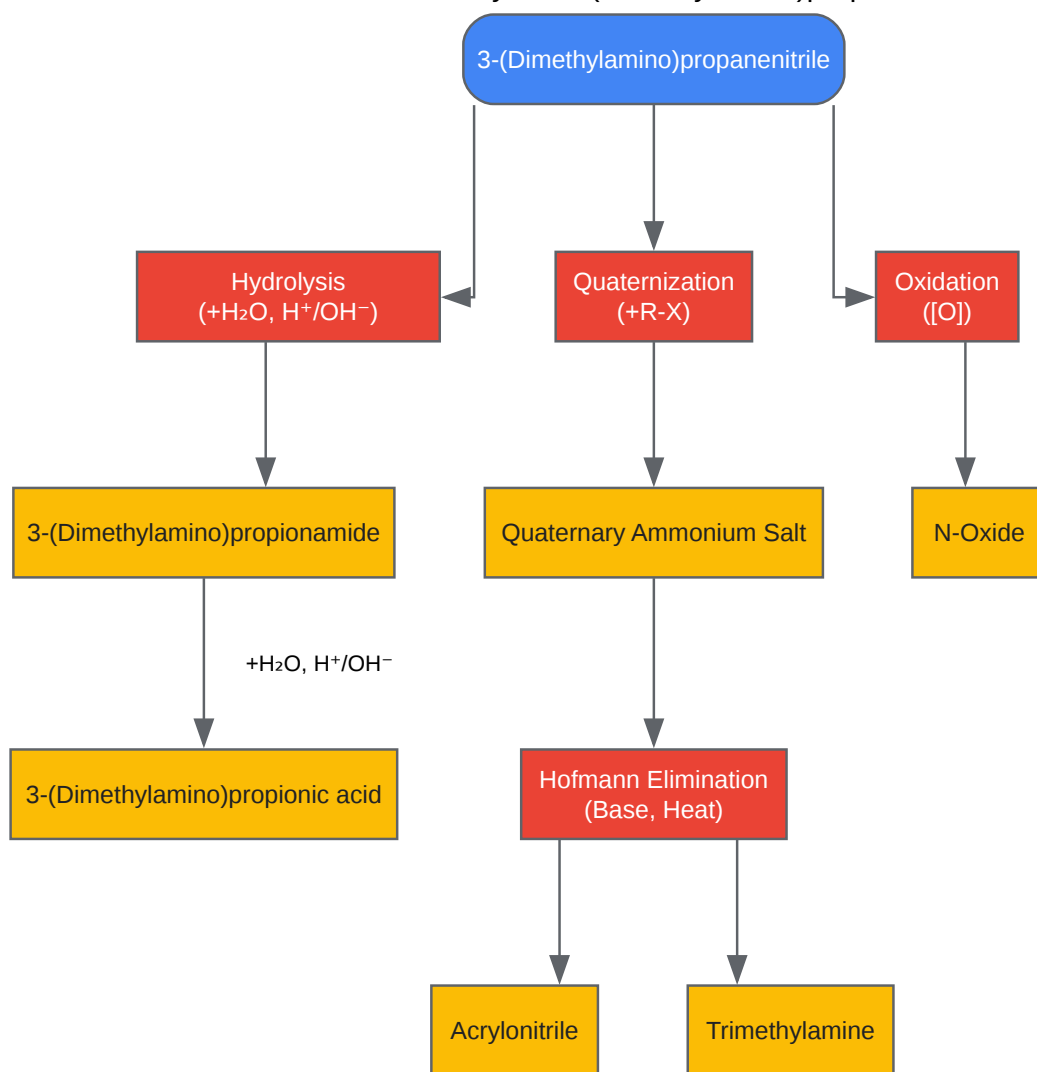 3-(Dimethylamino)propanenitrile
Hydrolysis
(+H₂O, H⁺/OH⁻)
Quaternization
(+R-X)
Oxidation
([O])
3-(Dimethylamino)propionamide
Quaternary Ammonium Salt
N-Oxide
+H₂O, H⁺/OH⁻
3-(Dimethylamino)propionic acid
Hofmann Elimination
(Base, Heat)
Acrylonitrile
Trimethylamine